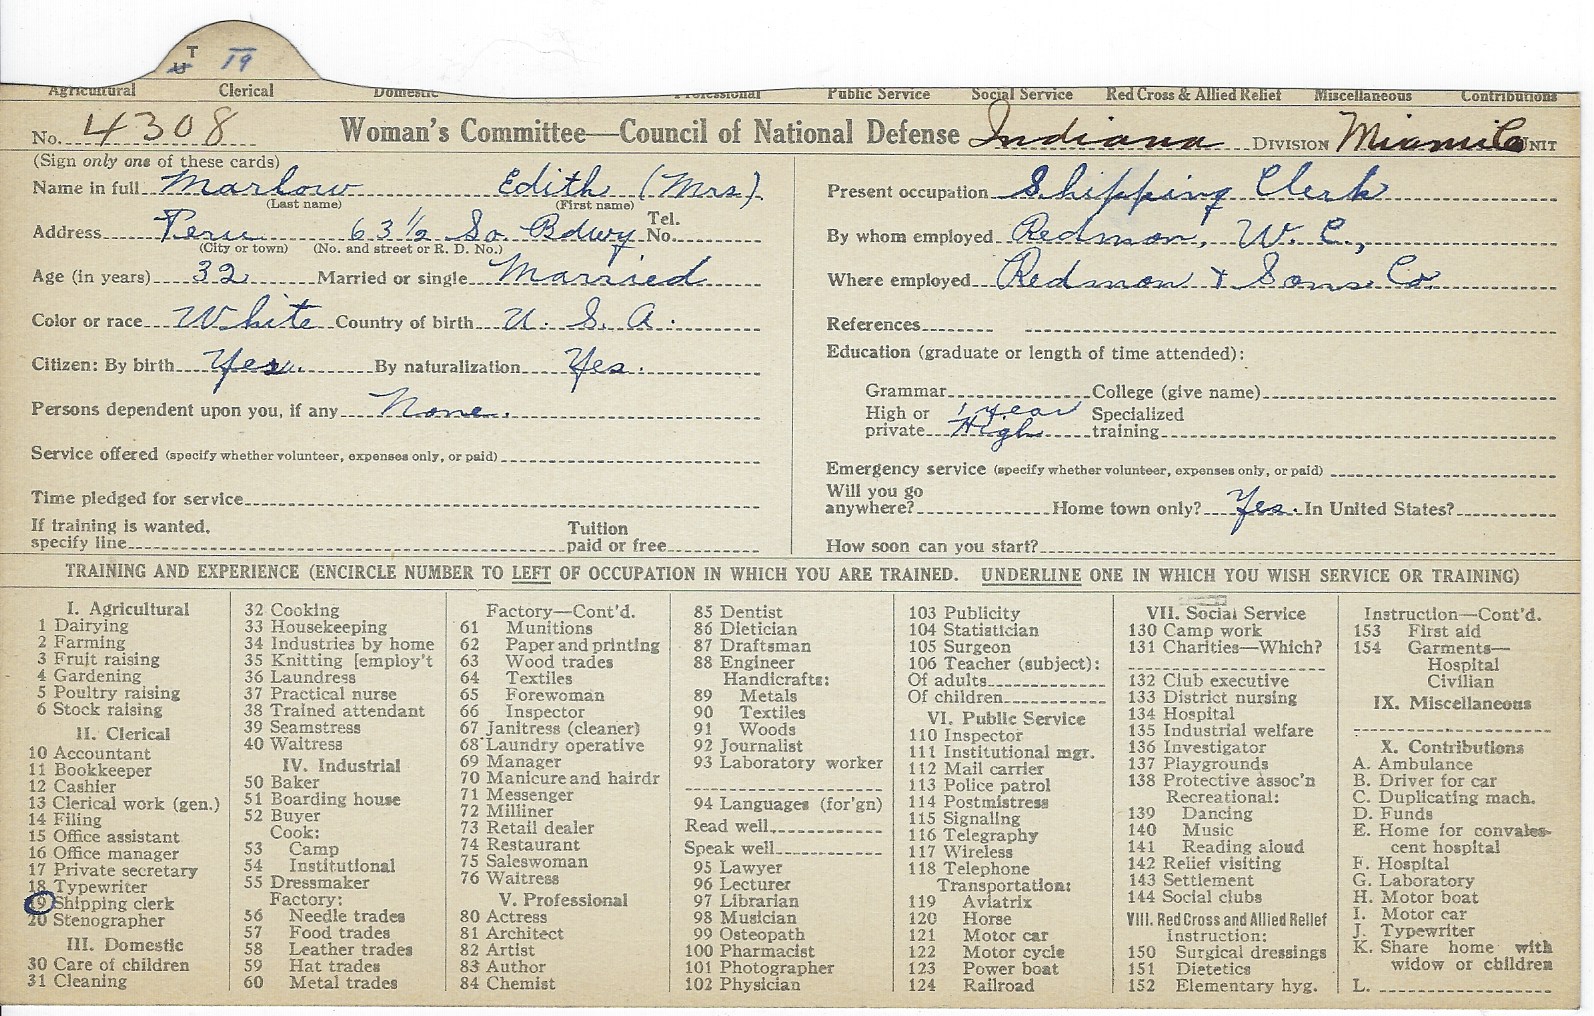 T
U 19
Agricultural Clerical Domestic Professional Public Service Social Service Red Cross & Allied Relief Miscellaneous Contributions
No. 4308 Woman's Committee—Council of National Defense Indiana DIVISION Miami Co UNIT
(Sign only one of these cards)
Name in full Marlow Edith (Mrs)
(Last name) (First name)
Address Peru 63 1/2 So. Bdwy Tel. No.
(City or town) (No. and street or R. D. No.)
Age (in years) 32 Married or single Married
Color or race White Country of birth U. S. A.
Citizen: By birth Yes. By naturalization Yes.
Persons dependent upon you, if any None.
Service offered (specify whether volunteer, expenses only, or paid)
Time pledged for service
If training is wanted, specify line Tuition paid or free
Present occupation Shipping Clerk
By whom employed Redmon, W. C.,
Where employed Redmon & Sons Co.
References
Education (graduate or length of time attended):
Grammar College (give name)
High or private 1 year High Specialized training
Emergency service (specify whether volunteer, expenses only, or paid)
Will you go anywhere? Home town only? Yes. In United States?
How soon can you start?
TRAINING AND EXPERIENCE (ENCIRCLE NUMBER TO LEFT OF OCCUPATION IN WHICH YOU ARE TRAINED. UNDERLINE ONE IN WHICH YOU WISH SERVICE OR TRAINING)
I. Agricultural
1 Dairying
2 Farming
3 Fruit raising
4 Gardening
5 Poultry raising
6 Stock raising
II. Clerical
10 Accountant
11 Bookkeeper
12 Cashier
13 Clerical work (gen.)
14 Filing
15 Office assistant
16 Office manager
17 Private secretary
18 Typewriter
19 Shipping clerk
20 Stenographer
III. Domestic
30 Care of children
31 Cleaning
32 Cooking
33 Housekeeping
34 Industries by home
35 Knitting [employ't
36 Laundress
37 Practical nurse
38 Trained attendant
39 Seamstress
40 Waitress
IV. Industrial
50 Baker
51 Boarding house
52 Buyer
Cook:
53 Camp
54 Institutional
55 Dressmaker
Factory:
56 Needle trades
57 Food trades
58 Leather trades
59 Hat trades
60 Metal trades
Factory—Cont'd.
61 Munitions
62 Paper and printing
63 Wood trades
64 Textiles
65 Forewoman
66 Inspector
67 Janitress (cleaner)
68 Laundry operative
69 Manager
70 Manicure and hairdr
71 Messenger
72 Milliner
73 Retail dealer
74 Restaurant
75 Saleswoman
76 Waitress
V. Professional
80 Actress
81 Architect
82 Artist
83 Author
84 Chemist
85 Dentist
86 Dietician
87 Draftsman
88 Engineer
Handicrafts:
89 Metals
90 Textiles
91 Woods
92 Journalist
93 Laboratory worker
94 Languages (for'gn)
Read well
Speak well
95 Lawyer
96 Lecturer
97 Librarian
98 Musician
99 Osteopath
100 Pharmacist
101 Photographer
102 Physician
103 Publicity
104 Statistician
105 Surgeon
106 Teacher (subject):
Of adults
Of children
VI. Public Service
110 Inspector
111 Institutional mgr.
112 Mail carrier
113 Police patrol
114 Postmistress
115 Signaling
116 Telegraphy
117 Wireless
118 Telephone
Transportation:
119 Aviatrix
120 Horse
121 Motor car
122 Motor cycle
123 Power boat
124 Railroad
VII. Social Service
130 Camp work
131 Charities—Which?
132 Club executive
133 District nursing
134 Hospital
135 Industrial welfare
136 Investigator
137 Playgrounds
138 Protective assoc'n
Recreational:
139 Dancing
140 Music
141 Reading aloud
142 Relief visiting
143 Settlement
144 Social clubs
VIII. Red Cross and Allied Relief
Instruction:
150 Surgical dressings
151 Dietetics
152 Elementary hyg.
Instruction—Cont'd.
153 First aid
154 Garments—
Hospital
Civilian
IX. Miscellaneous
X. Contributions
A. Ambulance
B. Driver for car
C. Duplicating mach.
D. Funds
E. Home for convales-
cent hospital
F. Hospital
G. Laboratory
H. Motor boat
I. Motor car
J. Typewriter
K. Share home with
widow or children
L.